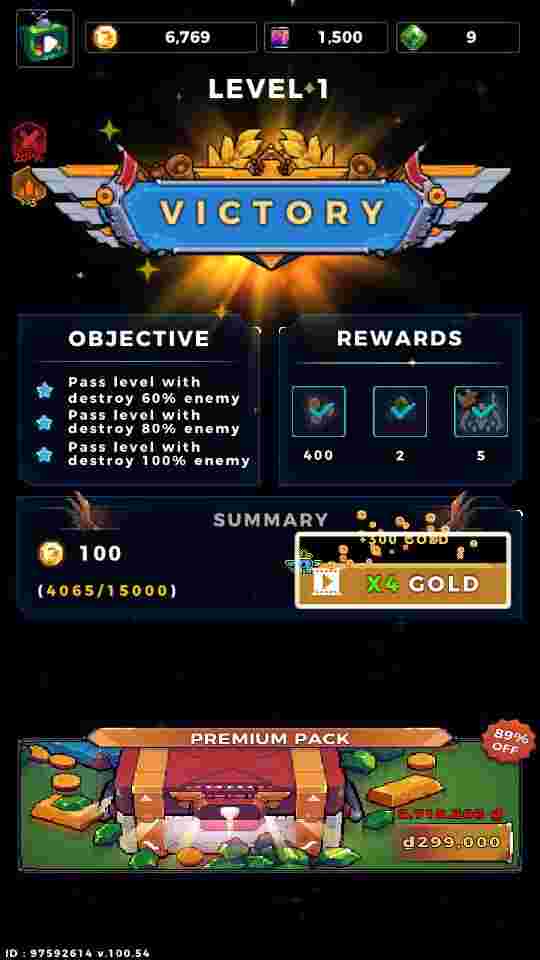 6,769
1,500
9
LEVEL 1
VICTORY
OBJECTIVE
Pass level with
destroy 60% enemy
Pass level with
destroy 80% enemy
Pass level with
destroy 100% enemy
REWARDS
400
2
5
SUMMARY
100
(4065/15000)
+300 GOLD
X4 GOLD
PREMIUM PACK
89%
OFF
₫299,000
ID : 97592614 v.100.54